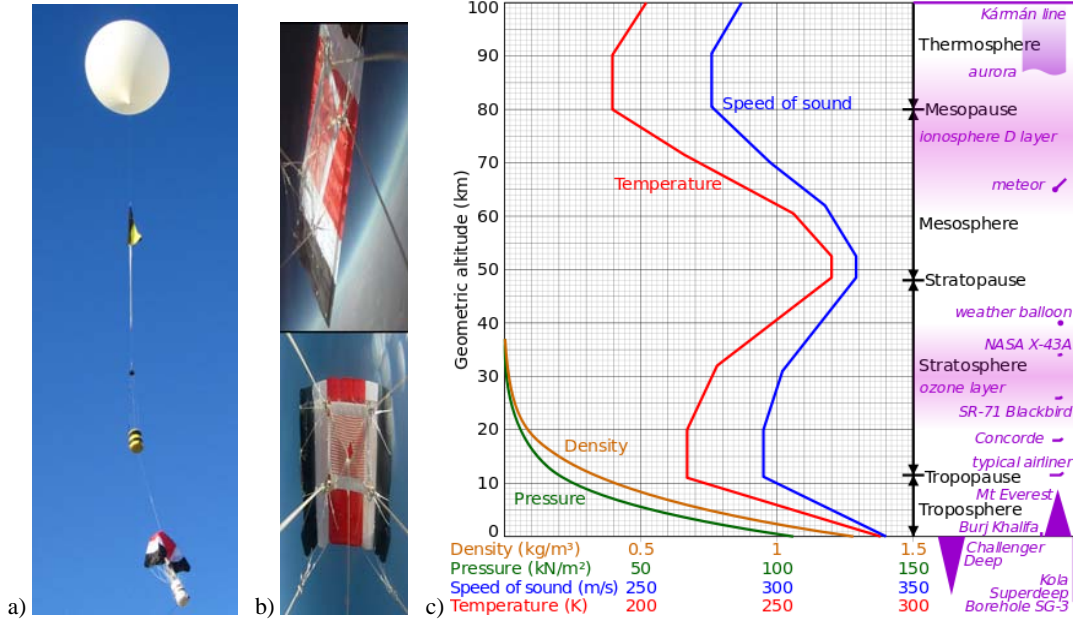 a)
b)
c)
Geometric altitude (km)
100
90
80
70
60
50
40
30
20
10
0
Speed of sound
Temperature
Density
Pressure
Kármán line
Thermosphere
aurora
Mesopause
ionosphere D layer
meteor
Mesosphere
Stratopause
weather balloon
NASA X-43A
Stratosphere
ozone layer
SR-71 Blackbird
Concorde
typical airliner
Tropopause
Mt Everest
Troposphere
Burj Khalifa
Challenger
Deep
Kola
Superdeep
Borehole SG-3
Density (kg/m³) 0.5 1 1.5
Pressure (kN/m²) 50 100 150
Speed of sound (m/s) 250 300 350
Temperature (K) 200 250 300